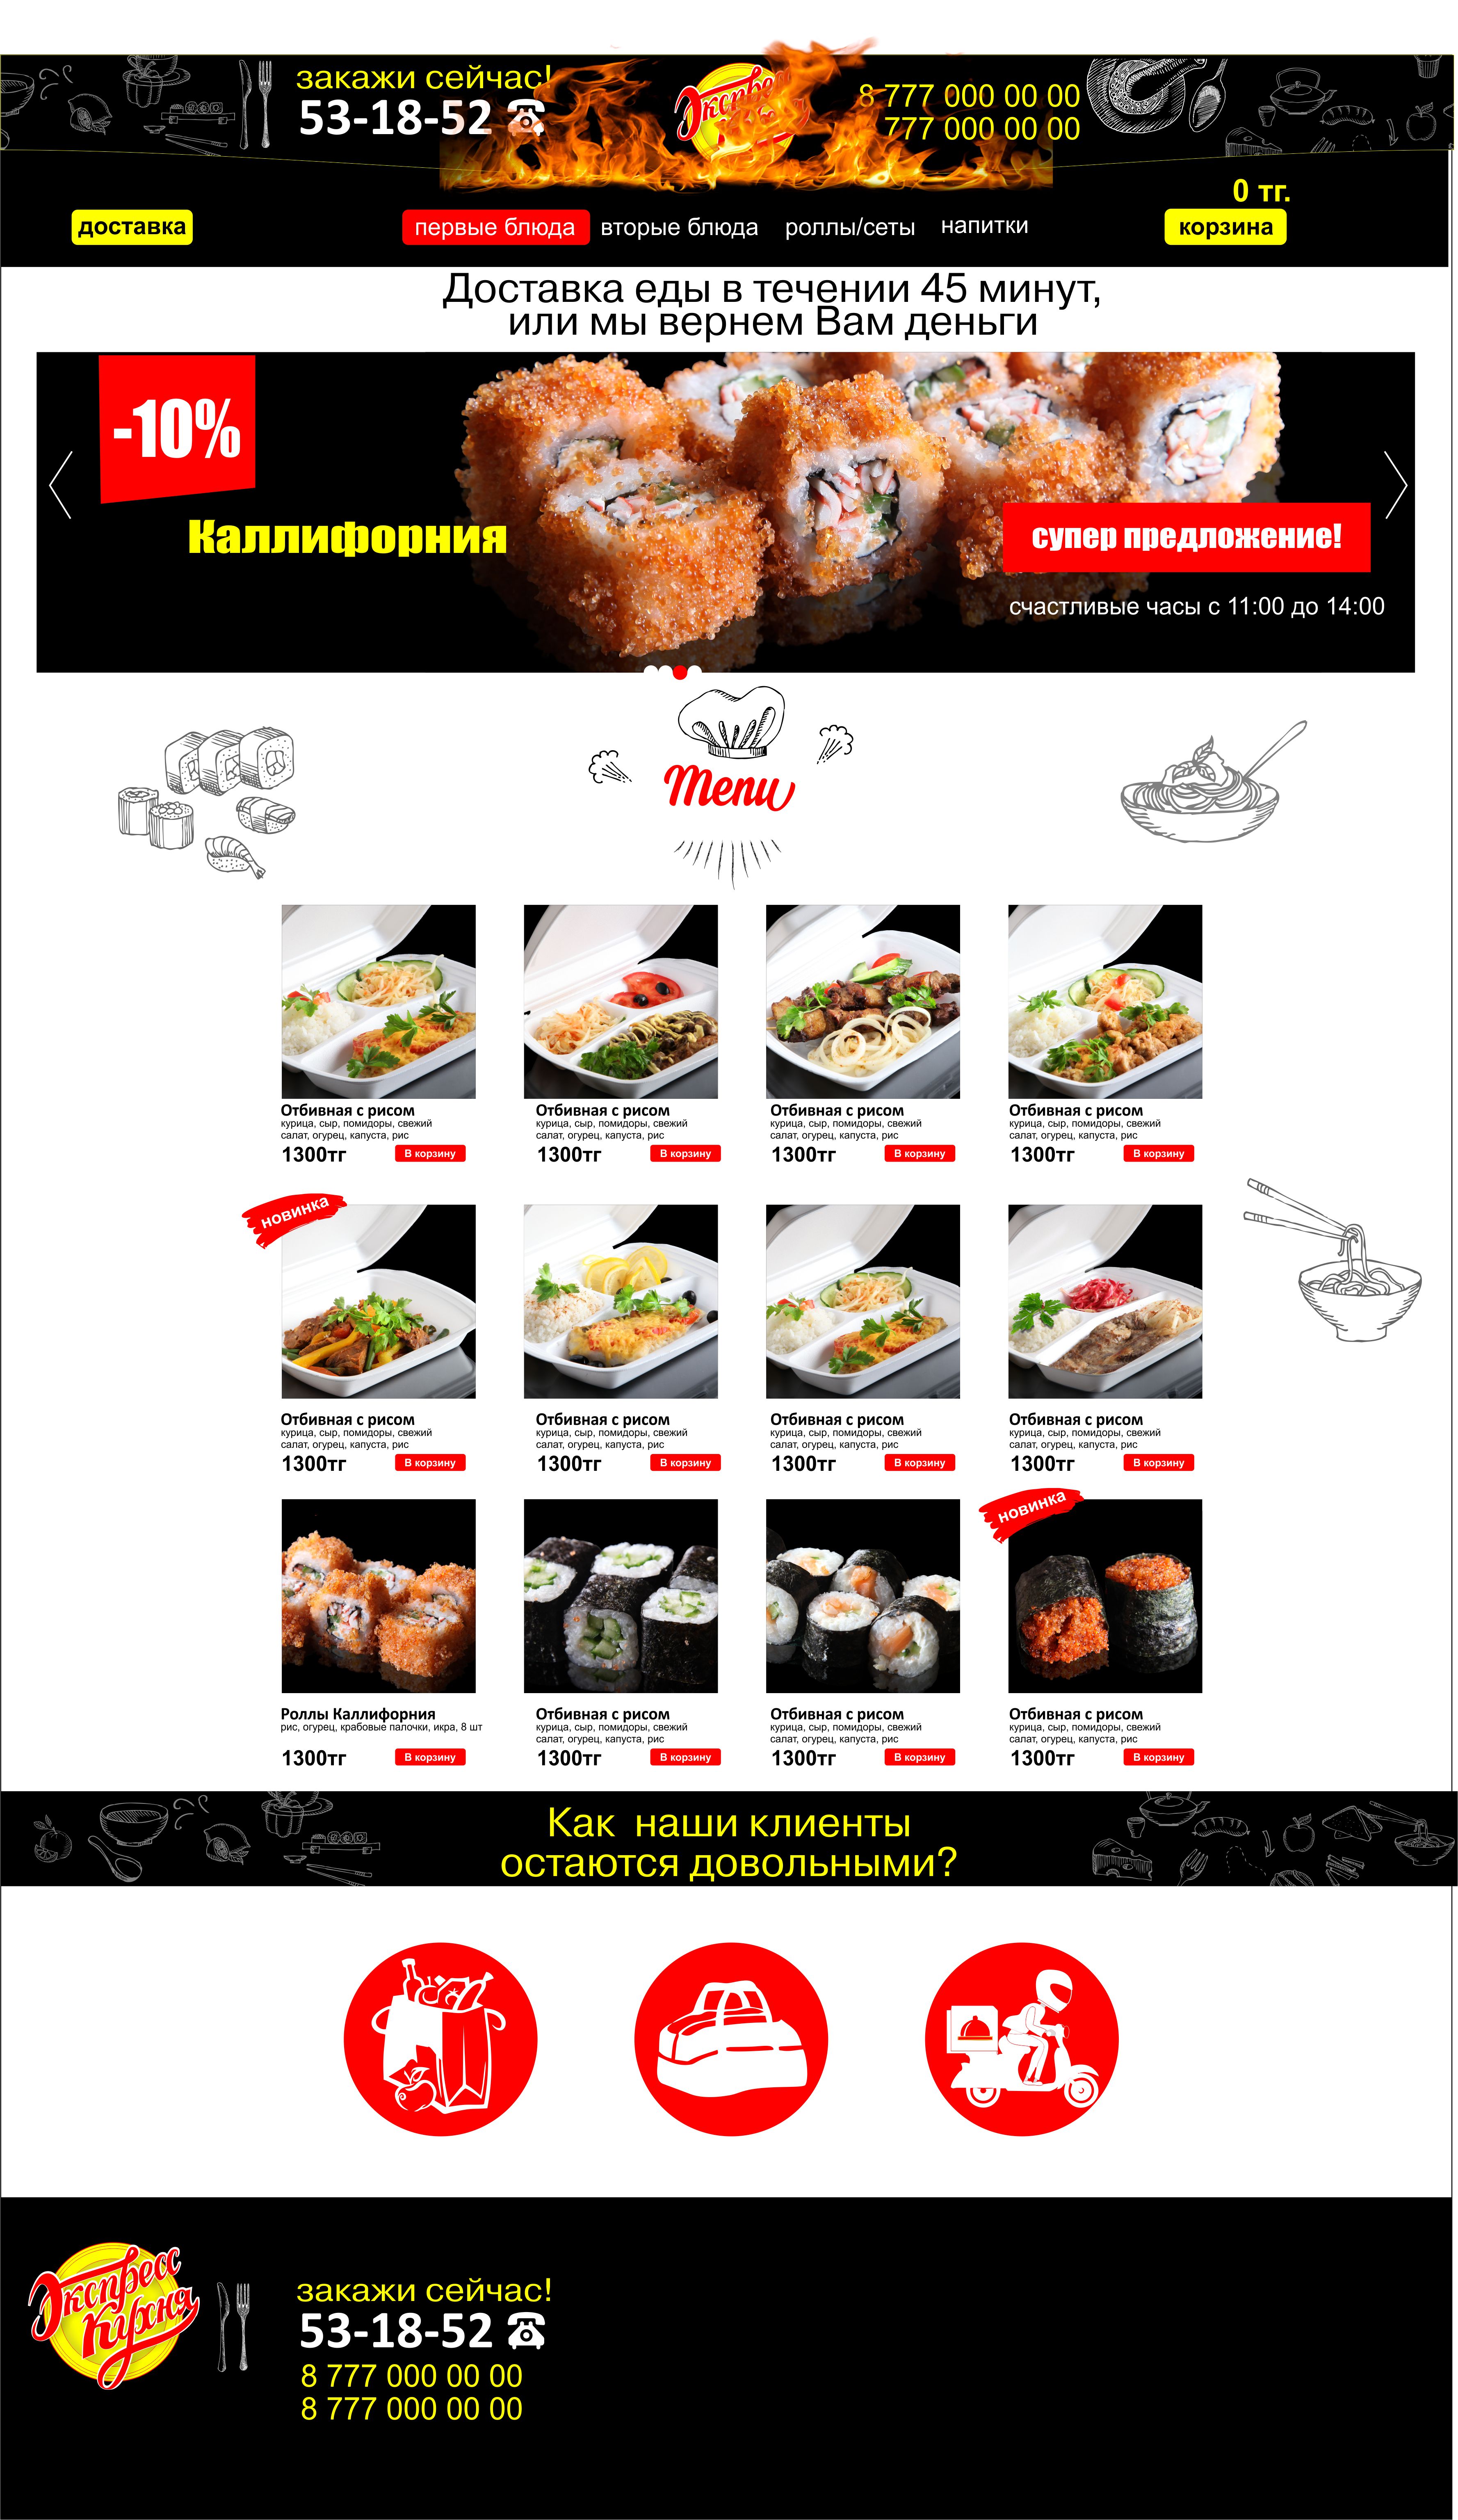 закажи сейчас!
53-18-52
Экспресс
8 777 000 00 00
777 000 00 00
0 тг.
доставка
первые блюда вторые блюда роллы/сеты напитки
корзина
Доставка еды в течении 45 минут,
или мы вернем Вам деньги
-10%
Каллифорния
супер предложение!
счастливые часы с 11:00 до 14:00
Menu
Отбивная с рисом
курица, сыр, помидоры, свежий
салат, огурец, капуста, рис
1300тг
В корзину
Отбивная с рисом
курица, сыр, помидоры, свежий
салат, огурец, капуста, рис
1300тг
В корзину
Отбивная с рисом
курица, сыр, помидоры, свежий
салат, огурец, капуста, рис
1300тг
В корзину
Отбивная с рисом
курица, сыр, помидоры, свежий
салат, огурец, капуста, рис
1300тг
В корзину
новинка
Отбивная с рисом
курица, сыр, помидоры, свежий
салат, огурец, капуста, рис
1300тг
В корзину
Отбивная с рисом
курица, сыр, помидоры, свежий
салат, огурец, капуста, рис
1300тг
В корзину
Отбивная с рисом
курица, сыр, помидоры, свежий
салат, огурец, капуста, рис
1300тг
В корзину
Отбивная с рисом
курица, сыр, помидоры, свежий
салат, огурец, капуста, рис
1300тг
В корзину
Роллы Каллифорния
рис, огурец, крабовые палочки, икра, 8 шт
1300тг
В корзину
Отбивная с рисом
курица, сыр, помидоры, свежий
салат, огурец, капуста, рис
1300тг
В корзину
Отбивная с рисом
курица, сыр, помидоры, свежий
салат, огурец, капуста, рис
1300тг
В корзину
новинка
Отбивная с рисом
курица, сыр, помидоры, свежий
салат, огурец, капуста, рис
1300тг
В корзину
Как наши клиенты
остаются довольными?
Экспресс
Кухня
закажи сейчас!
53-18-52
8 777 000 00 00
8 777 000 00 00